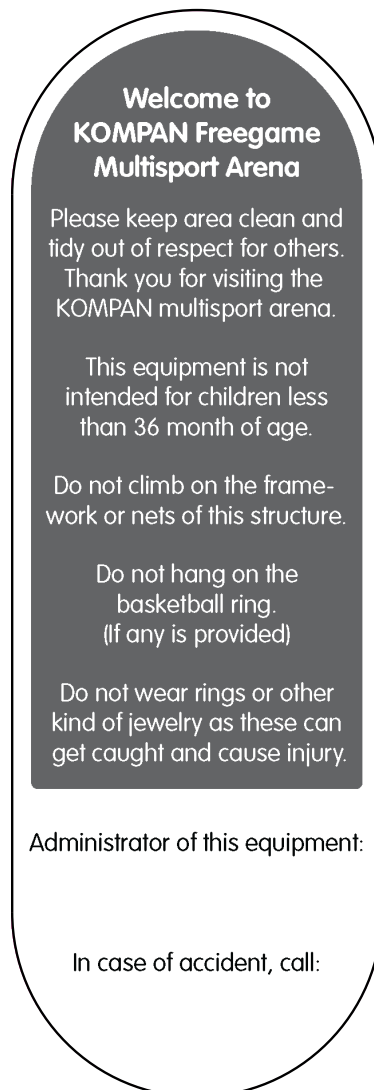 Welcome to
KOMPAN Freegame
Multisport Arena
Please keep area clean and
tidy out of respect for others.
Thank you for visiting the
KOMPAN multisport arena.
This equipment is not
intended for children less
than 36 month of age.
Do not climb on the frame-
work or nets of this structure.
Do not hang on the
basketball ring.
(If any is provided)
Do not wear rings or other
kind of jewelry as these can
get caught and cause injury.
Administrator of this equipment:
In case of accident, call: